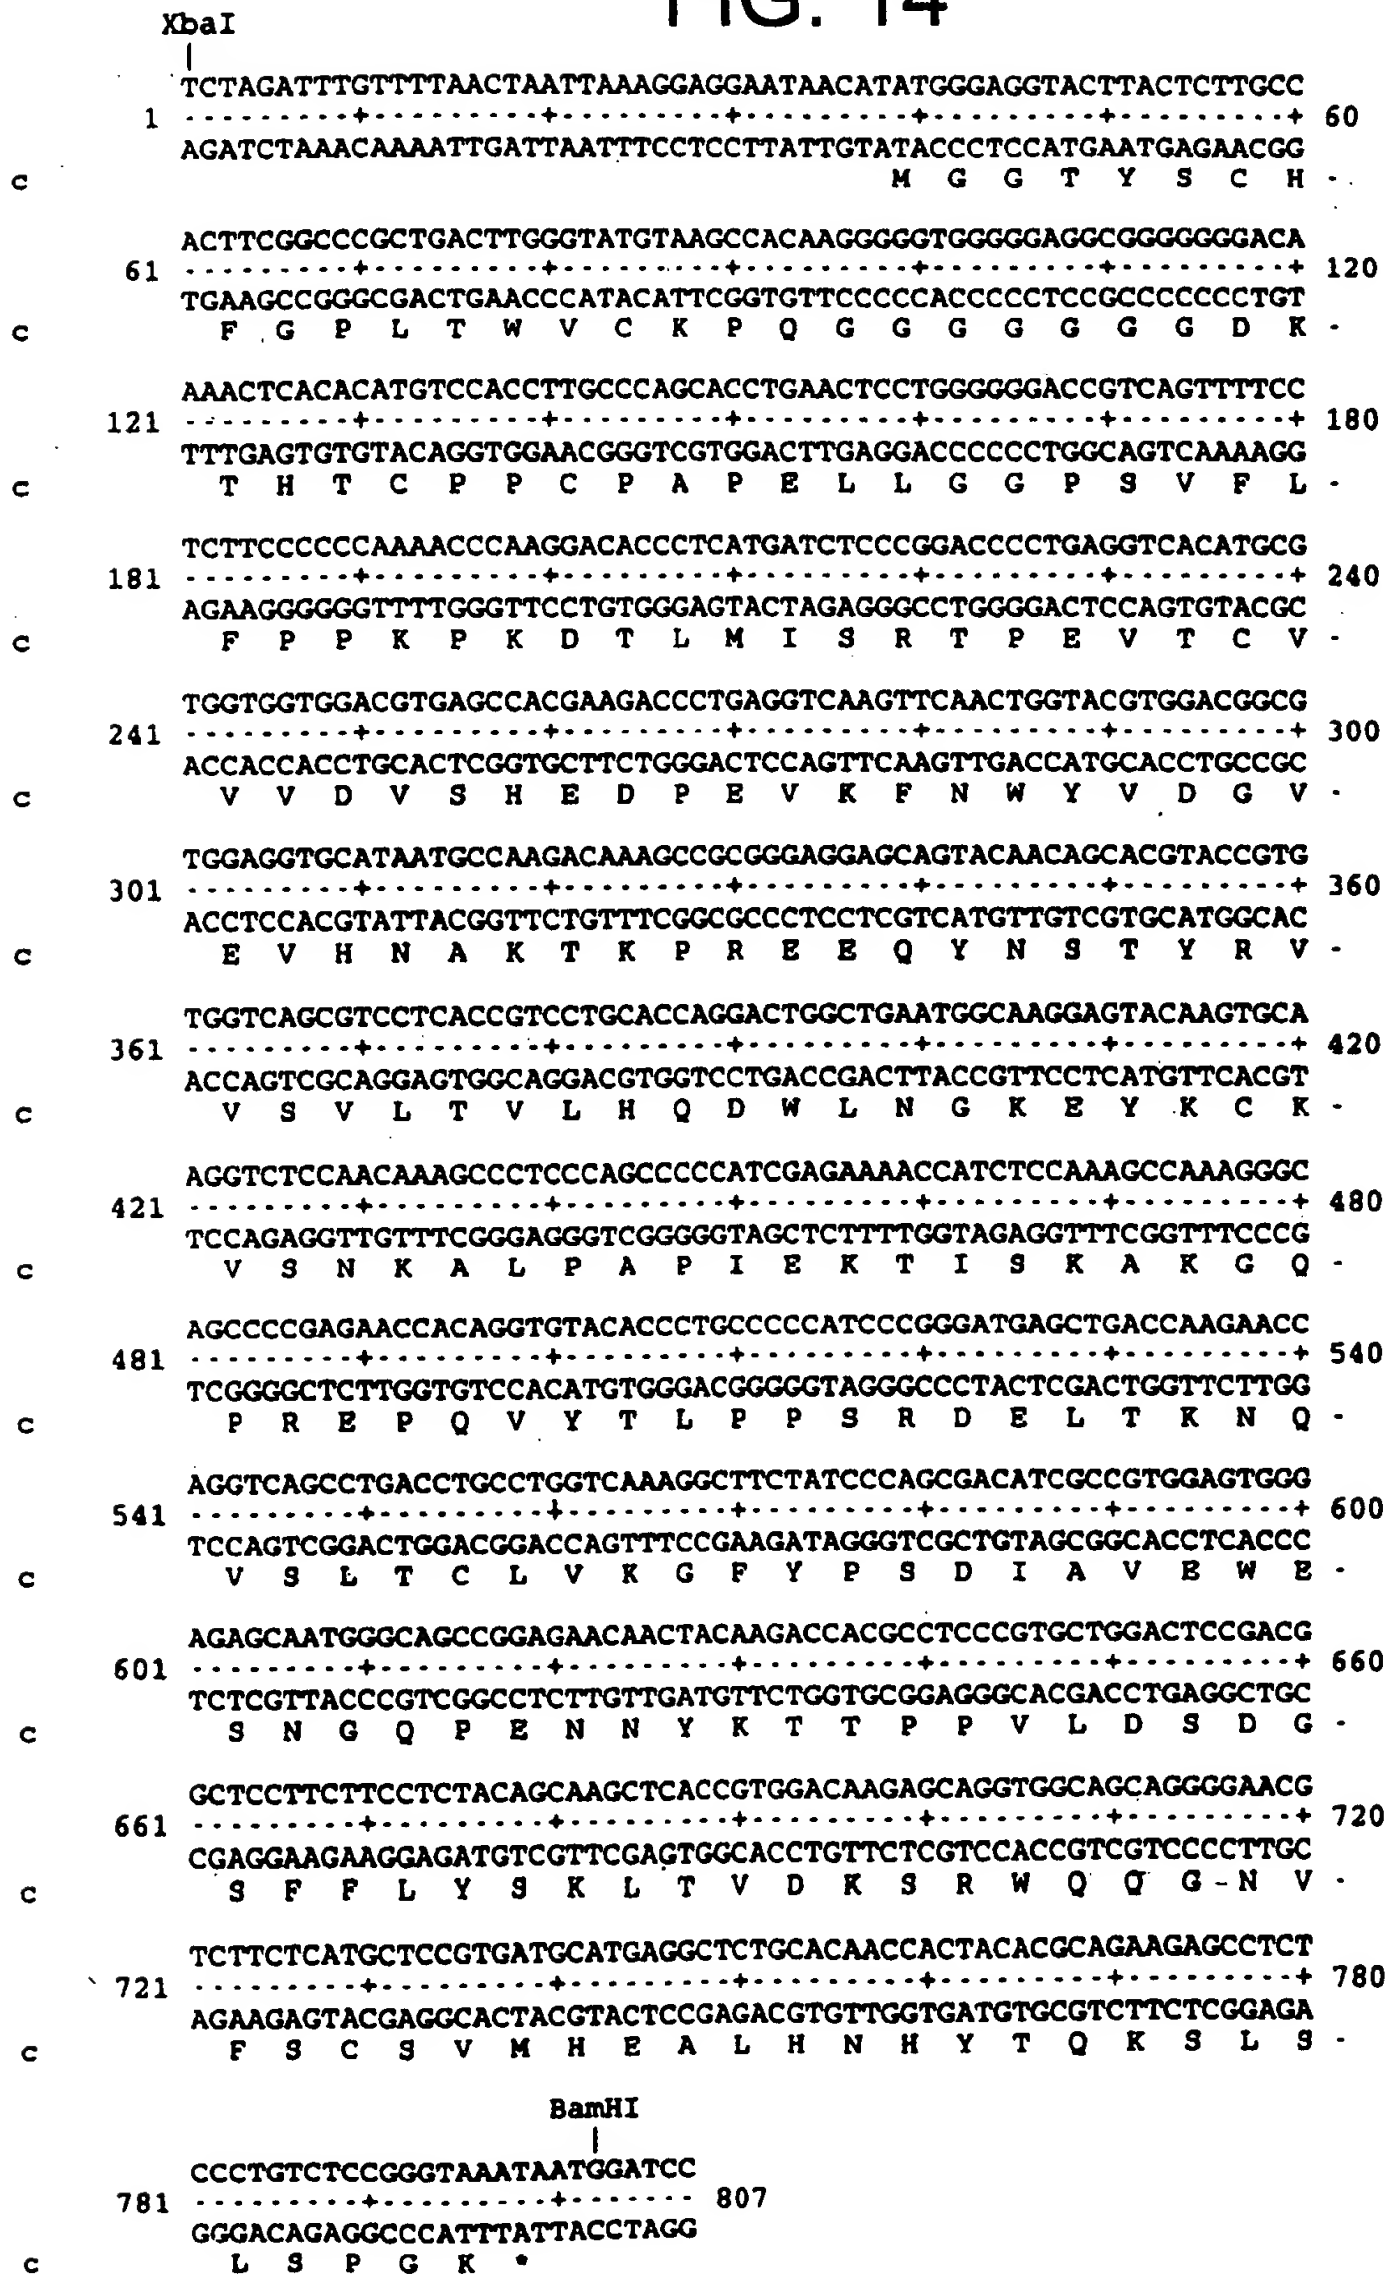 FIG. 14
XbaI
TCTAGATTTGTTTTAACTAATTAAAGGAGGAATAACATATGGGAGGTACTTACTCTTGCC
1 ---------+---------+---------+---------+---------+---------+ 60
AGATCTAAACAAAATTGATTAATTTCCTCCTTATTGTATACCCTCCATGAATGAGAACGG
c M G G T Y S C H -
ACTTCGGCCCGCTGACTTGGGTATGTAAGCCACAAGGGGGTGGGGGAGGCGGGGGGGACA
61 ---------+---------+---------+---------+---------+---------+ 120
TGAAGCCGGGCGACTGAACCCATACATTCGGTGTTCCCCCACCCCCTCCGCCCCCCCTGT
c F G P L T W V C K P Q G G G G G G G D K -
AAACTCACACATGTCCACCTTGCCCAGCACCTGAACTCCTGGGGGGACCGTCAGTTTTCC
121 ---------+---------+---------+---------+---------+---------+ 180
TTTGAGTGTGTACAGGTGGAACGGGTCGTGGACTTGAGGACCCCCCTGGCAGTCAAAAGG
c T H T C P P C P A P E L L G G P S V F L -
TCTTCCCCCCAAAACCCAAGGACACCCTCATGATCTCCCGGACCCCTGAGGTCACATGCG
181 ---------+---------+---------+---------+---------+---------+ 240
AGAAGGGGGGTTTTGGGTTCCTGTGGGAGTACTAGAGGGCCTGGGGACTCCAGTGTACGC
c F P P K P K D T L M I S R T P E V T C V -
TGGTGGTGGACGTGAGCCACGAAGACCCTGAGGTCAAGTTCAACTGGTACGTGGACGGCG
241 ---------+---------+---------+---------+---------+---------+ 300
ACCACCACCTGCACTCGGTGCTTCTGGGACTCCAGTTCAAGTTGACCATGCACCTGCCGC
c V V D V S H E D P E V K F N W Y V D G V -
TGGAGGTGCATAATGCCAAGACAAAGCCGCGGGAGGAGCAGTACAACAGCACGTACCGTG
301 ---------+---------+---------+---------+---------+---------+ 360
ACCTCCACGTATTACGGTTCTGTTTCGGCGCCCTCCTCGTCATGTTGTCGTGCATGGCAC
c E V H N A K T K P R E E Q Y N S T Y R V -
TGGTCAGCGTCCTCACCGTCCTGCACCAGGACTGGCTGAATGGCAAGGAGTACAAGTGCA
361 ---------+---------+---------+---------+---------+---------+ 420
ACCAGTCGCAGGAGTGGCAGGACGTGGTCCTGACCGACTTACCGTTCCTCATGTTCACGT
c V S V L T V L H Q D W L N G K E Y K C K -
AGGTCTCCAACAAAGCCCTCCCAGCCCCCATCGAGAAAACCATCTCCAAAGCCAAAGGGC
421 ---------+---------+---------+---------+---------+---------+ 480
TCCAGAGGTTGTTTCGGGAGGGTCGGGGGTAGCTCTTTTGGTAGAGGTTTCGGTTTCCCG
c V S N K A L P A P I E K T I S K A K G Q -
AGCCCCGAGAACCACAGGTGTACACCCTGCCCCCATCCCGGGATGAGCTGACCAAGAACC
481 ---------+---------+---------+---------+---------+---------+ 540
TCGGGGCTCTTGGTGTCCACATGTGGGACGGGGGTAGGGCCCTACTCGACTGGTTCTTGG
c P R E P Q V Y T L P P S R D E L T K N Q -
AGGTCAGCCTGACCTGCCTGGTCAAAGGCTTCTATCCCAGCGACATCGCCGTGGAGTGGG
541 ---------+---------+---------+---------+---------+---------+ 600
TCCAGTCGGACTGGACGGACCAGTTTCCGAAGATAGGGTCGCTGTAGCGGCACCTCACCC
c V S L T C L V K G F Y P S D I A V E W E -
AGAGCAATGGGCAGCCGGAGAACAACTACAAGACCACGCCTCCCGTGCTGGACTCCGACG
601 ---------+---------+---------+---------+---------+---------+ 660
TCTCGTTACCCGTCGGCCTCTTGTTGATGTTCTGGTGCGGAGGGCACGACCTGAGGCTGC
c S N G Q P E N N Y K T T P P V L D S D G -
GCTCCTTCTTCCTCTACAGCAAGCTCACCGTGGACAAGAGCAGGTGGCAGCAGGGGAACG
661 ---------+---------+---------+---------+---------+---------+ 720
CGAGGAAGAAGGAGATGTCGTTCGAGTGGCACCTGTTCTCGTCCACCGTCGTCCCCTTGC
c S F F L Y S K L T V D K S R W Q Q G - N V -
TCTTCTCATGCTCCGTGATGCATGAGGCTCTGCACAACCACTACACGCAGAAGAGCCTCT
721 ---------+---------+---------+---------+---------+---------+ 780
AGAAGAGTACGAGGCACTACGTACTCCGAGACGTGTTGGTGATGTGCGTCTTCTCGGAGA
c F S C S V M H E A L H N H Y T Q K S L S -
BamHI
CCCTGTCTCCGGGTAAATAATGGATCC
781 ---------+---------+------- 807
GGGACAGAGGCCCATTTATTACCTAGG
c L S P G K *